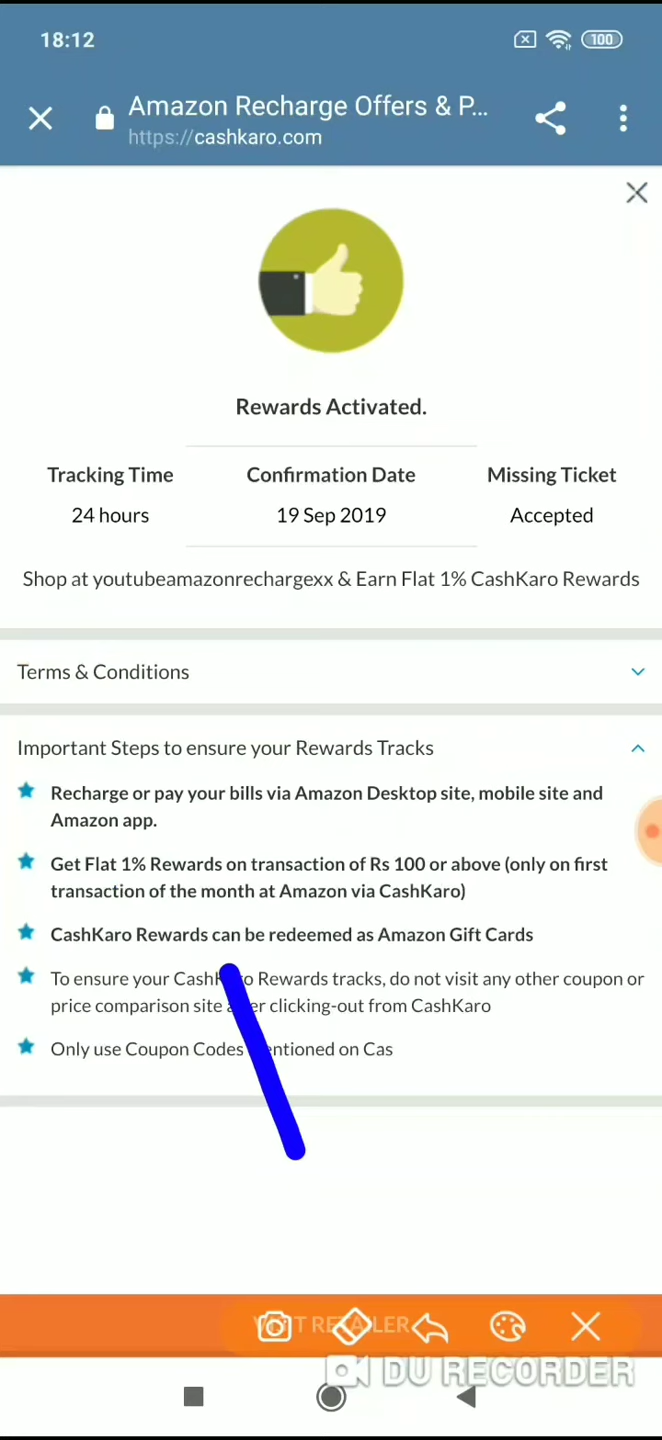 18:12
100
Amazon Recharge Offers & P...
https://cashkaro.com
Rewards Activated.
Tracking Time Confirmation Date Missing Ticket
24 hours 19 Sep 2019 Accepted
Shop at youtubeamazonrechargexx & Earn Flat 1% CashKaro Rewards
Terms & Conditions
Important Steps to ensure your Rewards Tracks
Recharge or pay your bills via Amazon Desktop site, mobile site and
Amazon app.
Get Flat 1% Rewards on transaction of Rs 100 or above (only on first
transaction of the month at Amazon via CashKaro)
CashKaro Rewards can be redeemed as Amazon Gift Cards
To ensure your CashKaro Rewards tracks, do not visit any other coupon or
price comparison site after clicking-out from CashKaro
Only use Coupon Codes mentioned on Cas
VISIT RETAILER
DU RECORDER